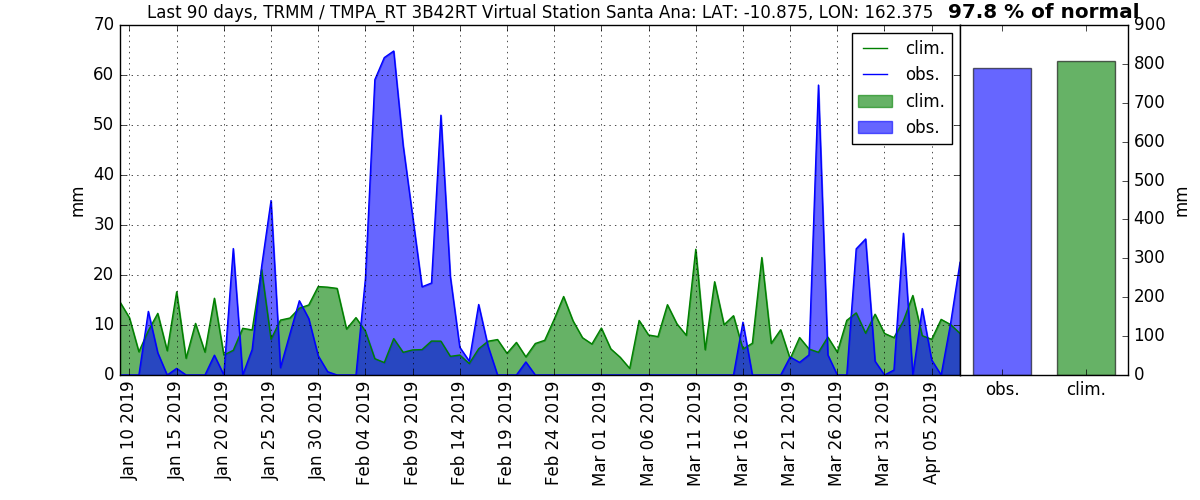 Last 90 days, TRMM / TMPA_RT 3B42RT Virtual Station Santa Ana: LAT: -10.875, LON: 162.375 97.8 % of normal
clim.
obs.
clim.
obs.
mm
70
60
50
40
30
20
10
0
Jan 10 2019
Jan 15 2019
Jan 20 2019
Jan 25 2019
Jan 30 2019
Feb 04 2019
Feb 09 2019
Feb 14 2019
Feb 19 2019
Feb 24 2019
Mar 01 2019
Mar 06 2019
Mar 11 2019
Mar 16 2019
Mar 21 2019
Mar 26 2019
Mar 31 2019
Apr 05 2019
900
800
700
600
500
400
300
200
100
0
mm
obs. clim.